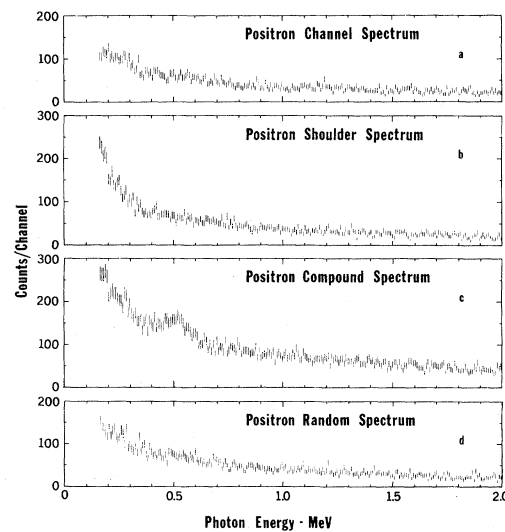 200
Positron Channel Spectrum
100
a
0
300
Positron Shoulder Spectrum
200
b
100
0
300
Positron Compound Spectrum
200
c
100
0
200
Positron Random Spectrum
100
d
0
0 0.5 1.0 1.5 2.0
Counts/Channel
Photon Energy - MeV